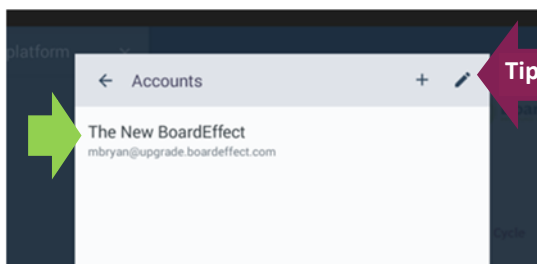 platform
Accounts
Tip
The New BoardEffect
mbryan@upgrade.boardeffect.com
Cycle